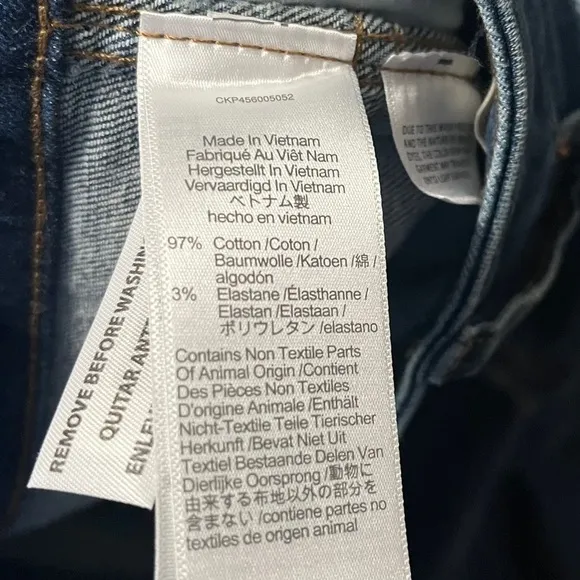 CKP456005052
Made In Vietnam
Fabriqué Au Việt Nam
Hergestellt In Vietnam
Vervaardigd In Vietnam
ベトナム製
hecho en vietnam
97% Cotton /Coton /
Baumwolle /Katoen /綿 /
algodón
3% Elastane /Élasthanne /
Elastan /Elastaan /
ポリウレタン /elastano
Contains Non Textile Parts
Of Animal Origin /Contient
Des Pièces Non Textiles
D'origine Animale /Enthält
Nicht-Textile Teile Tierischer
Herkunft /Bevat Niet Uit
Textiel Bestaande Delen Van
Dierlijke Oorsprong /動物に
由来する布地以外の部分を
含まない /contiene partes no
textiles de origen animal
REMOVE BEFORE
QUITAR
DUE TO
AND THE